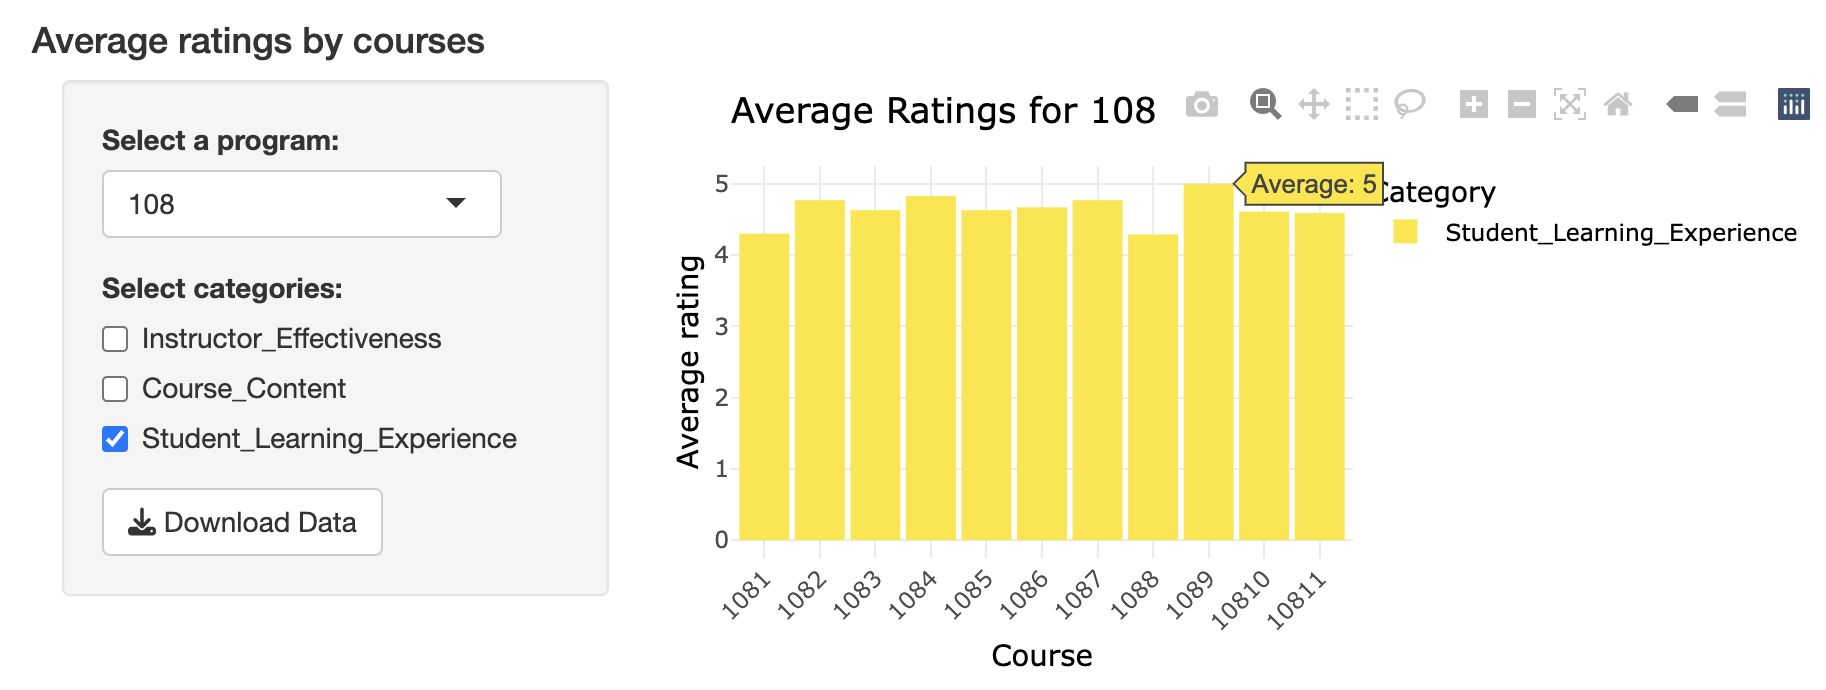 Average ratings by courses
Select a program:
108
Select categories:
Instructor_Effectiveness
Course_Content
Student_Learning_Experience
Download Data
Average Ratings for 108
Average: 5
Category
Student_Learning_Experience
Average rating
5
4
3
2
1
0
1081
1082
1083
1084
1085
1086
1087
1088
1089
10810
10811
Course